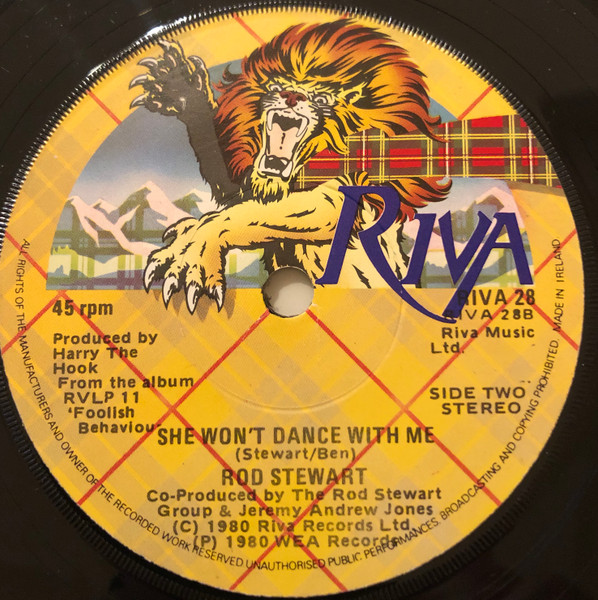 RIVA
45 rpm
RIVA 28
RIVA 28B
Riva Music
Ltd.
MADE IN IRELAND
Produced by
Harry The
Hook
From the album
RVLP 11
'Foolish
Behaviour
SIDE TWO
STEREO
SHE WON'T DANCE WITH ME
(Stewart/Ben)
ROD STEWART
Co-Produced by The Rod Stewart
Group & Jeremy Andrew Jones
(C) 1980 Riva Records Ltd.
(P) 1980 WEA Records
ALL RIGHTS OF THE MANUFACTURERS AND OWNER OF THE RECORDED WORK RESERVED. UNAUTHORISED PUBLIC PERFORMANCES. BROADCASTING AND COPYING PROHIBITED.